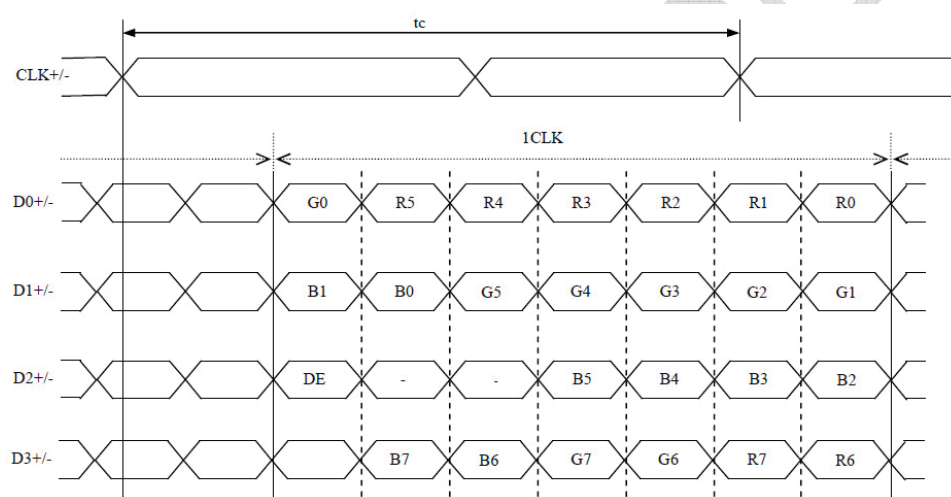 tc
CLK+/-
1CLK
D0+/- G0 R5 R4 R3 R2 R1 R0
D1+/- B1 B0 G5 G4 G3 G2 G1
D2+/- DE - - B5 B4 B3 B2
D3+/- B7 B6 G7 G6 R7 R6